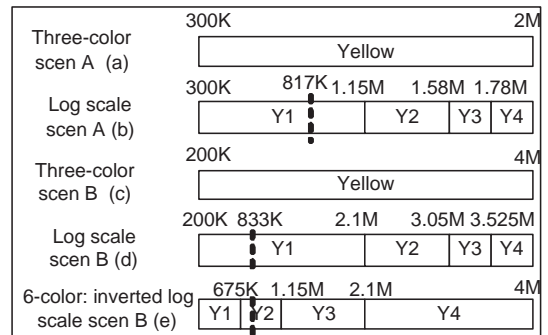 300K 2M
Three-color scen A (a)
Yellow
300K 817K 1.15M 1.58M 1.78M
Log scale scen A (b)
Y1 Y2 Y3 Y4
200K 4M
Three-color scen B (c)
Yellow
200K 833K 2.1M 3.05M 3.525M
Log scale scen B (d)
Y1 Y2 Y3 Y4
675K 1.15M 2.1M 4M
6-color: inverted log scale scen B (e)
Y1 Y2 Y3 Y4